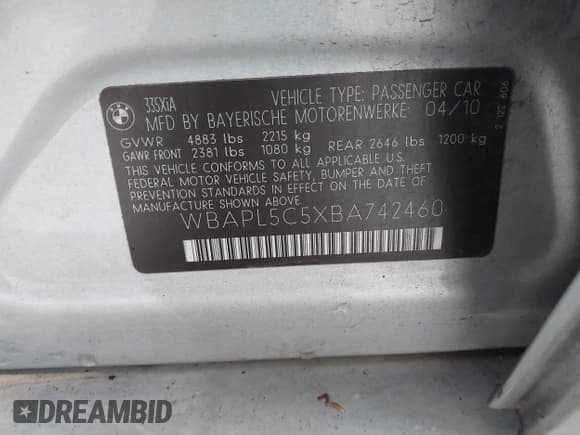 BMW
335XiA
VEHICLE TYPE: PASSENGER CAR
MFD BY BAYERISCHE MOTORENWERKE 04/10
GVWR 4883 lbs 2215 kg
GAWR FRONT 2381 lbs 1080 kg REAR 2646 lbs 1200 kg
THIS VEHICLE CONFORMS TO ALL APPLICABLE U.S.
FEDERAL MOTOR VEHICLE SAFETY, BUMPER AND THEFT
PREVENTION STANDARDS IN EFFECT ON THE DATE OF
MANUFACTURE SHOWN ABOVE.
WBAPL5C5XBA742460
DREAMBID